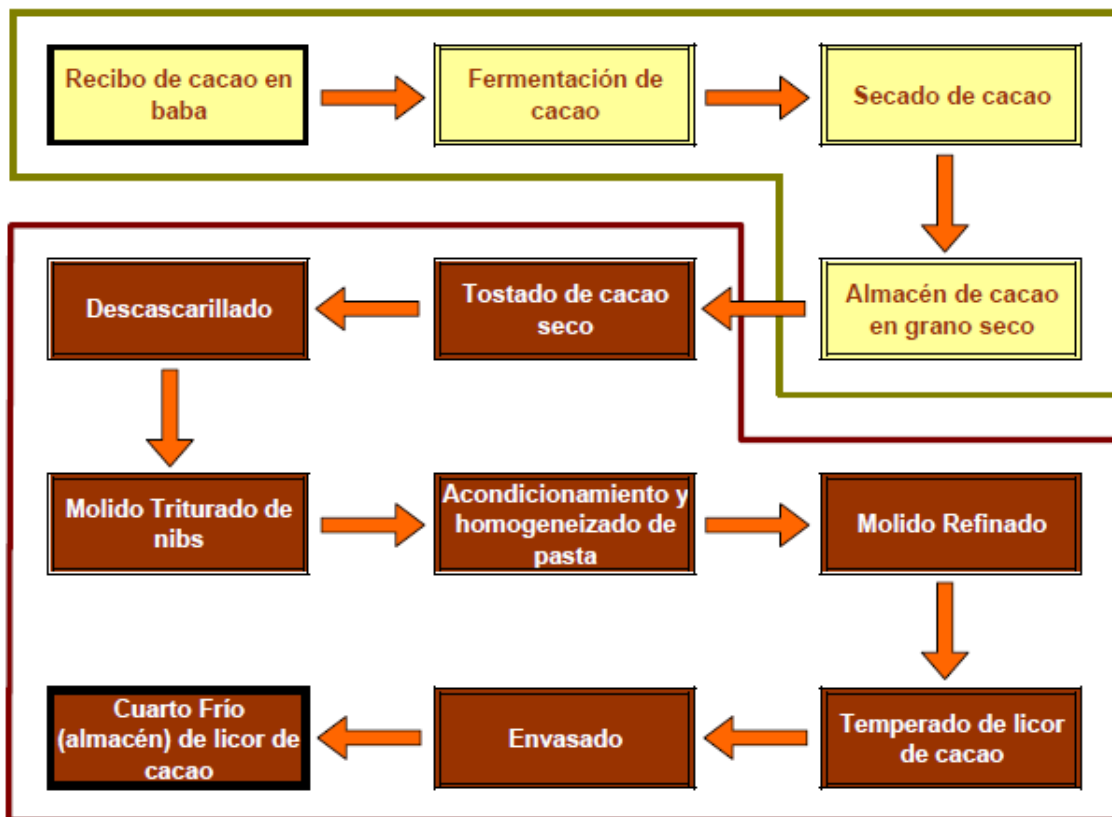 Recibo de cacao en
baba
Fermentación de
cacao
Secado de cacao
Almacén de cacao
en grano seco
Tostado de cacao
seco
Descascarillado
Molido Triturado de
nibs
Acondicionamiento y
homogeneizado de
pasta
Molido Refinado
Temperado de licor
de cacao
Envasado
Cuarto Frío
(almacén) de licor de
cacao